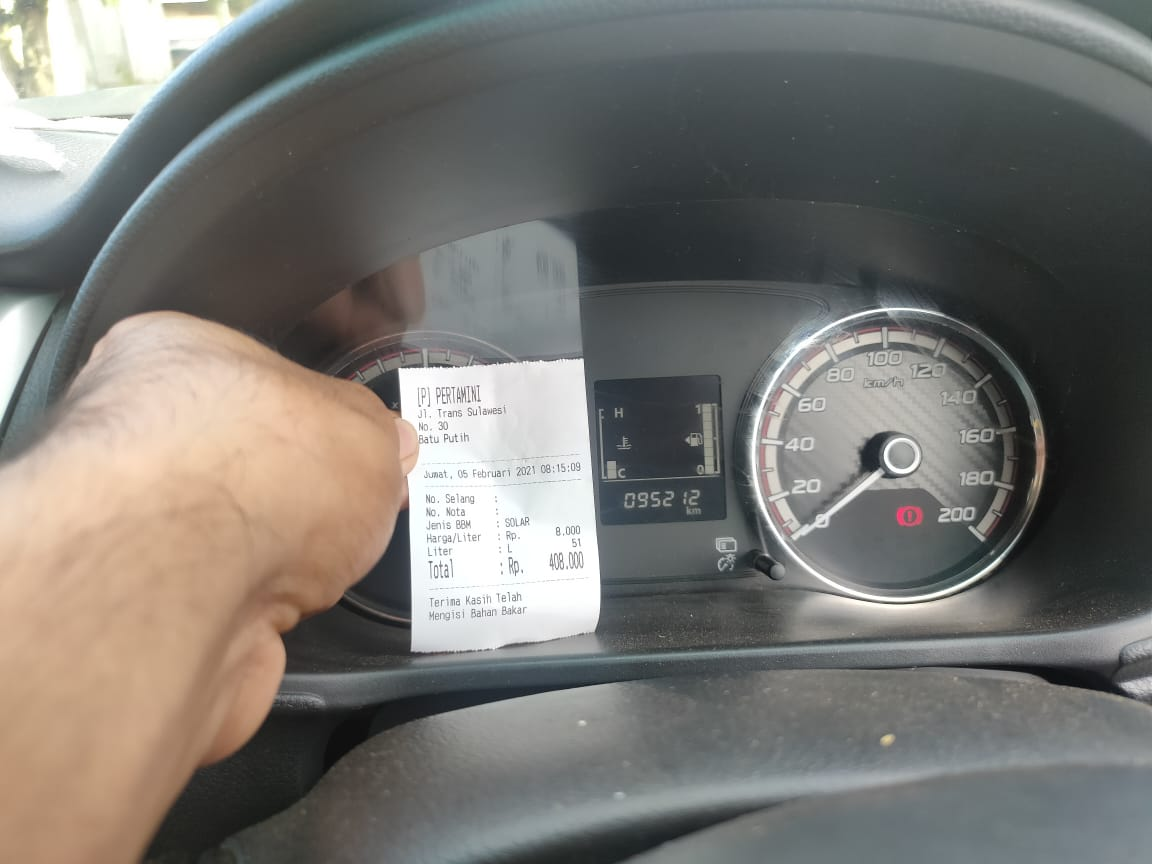 [P] PERTAMINI
Jl. Trans Sulawesi
No. 30
Batu Putih
Jumat, 05 Februari 2021 08:15:09
No. Selang :
No. Nota :
Jenis BBM : SOLAR
Harga/Liter : Rp. 8.000
Liter : L 51
Total : Rp. 408.000
Terima Kasih Telah
Mengisi Bahan Bakar
H 1
C 0
095212
km
0 20 40 60 80 100 120 140 160 180 200
km/h